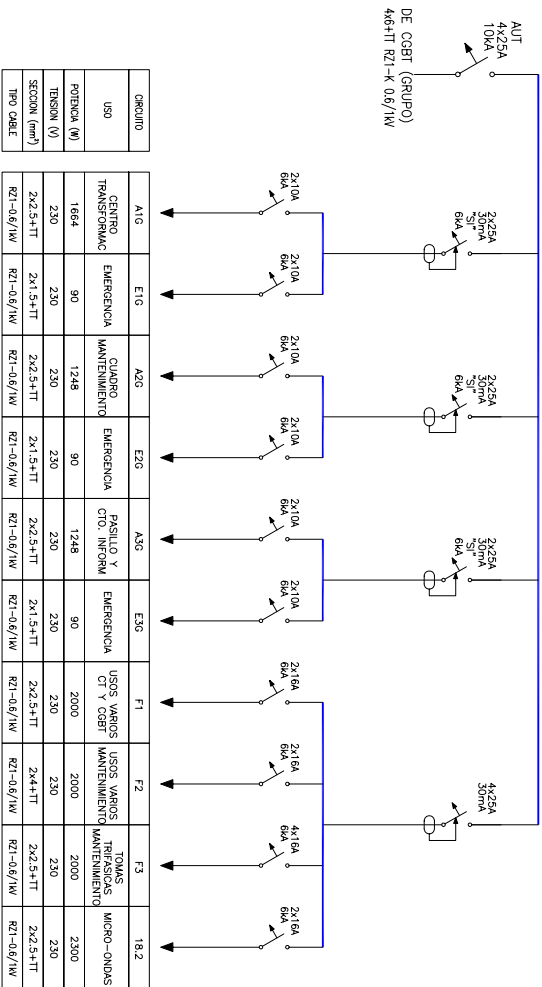 AUT
4x25A
10kA
DE CGBT (GRUPO)
4x6+TT RZ1-K 0.6/1kV
2x25A
30mA
"SI"
6kA
2x25A
30mA
"SI"
6kA
2x25A
30mA
"SI"
6kA
4x25A
30mA
2x10A
6kA
2x10A
6kA
2x10A
6kA
2x10A
6kA
2x10A
6kA
2x10A
6kA
2x16A
6kA
2x16A
6kA
4x16A
6kA
2x16A
6kA
CIRCUITO A1G E1G A2G E2G A3G E3G F1 F2 F3 18.2
USO
CENTRO
TRANSFORMAC
EMERGENCIA
CUADRO
MANTENIMIENTO
EMERGENCIA
PASILLO Y
CTO. INFORM
EMERGENCIA
USOS VARIOS
CT Y CGBT
USOS VARIOS
MANTENIMIENTO
TOMAS
TRIFASICAS
MANTENIMIENTO
MICRO-ONDAS
POTENCIA (W) 1664 90 1248 90 1248 90 2000 2000 2000 2300
TENSION (V) 230 230 230 230 230 230 230 230 230 230
SECCION (mm²) 2x2.5+TT 2x1.5+TT 2x2.5+TT 2x1.5+TT 2x2.5+TT 2x1.5+TT 2x2.5+TT 2x4+TT 2x2.5+TT 2x2.5+TT
TIPO CABLE RZ1-0.6/1kV RZ1-0.6/1kV RZ1-0.6/1kV RZ1-0.6/1kV RZ1-0.6/1kV RZ1-0.6/1kV RZ1-0.6/1kV RZ1-0.6/1kV RZ1-0.6/1kV RZ1-0.6/1kV